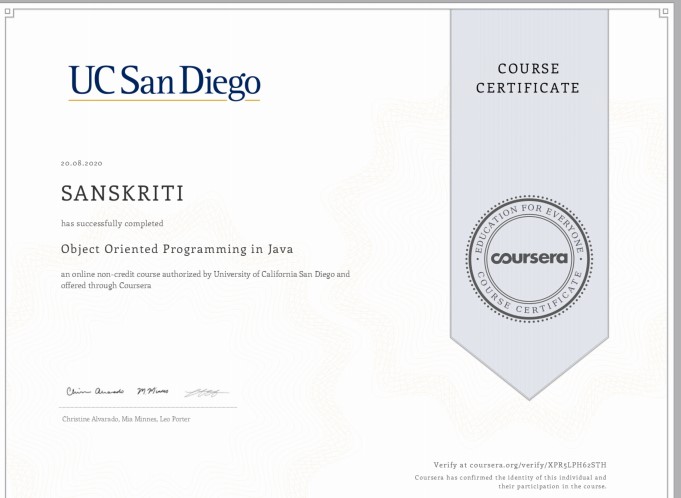 UC San Diego
COURSE
CERTIFICATE
20.08.2020
SANSKRITI
has successfully completed
Object Oriented Programming in Java
an online non-credit course authorized by University of California San Diego and
offered through Coursera
EDUCATION FOR EVERYONE
coursera
COURSE CERTIFICATE
Christine Alvarado, Mia Minnes, Leo Porter
Verify at coursera.org/verify/XPR5LPH62STH
Coursera has confirmed the identity of this individual and
their participation in the course.